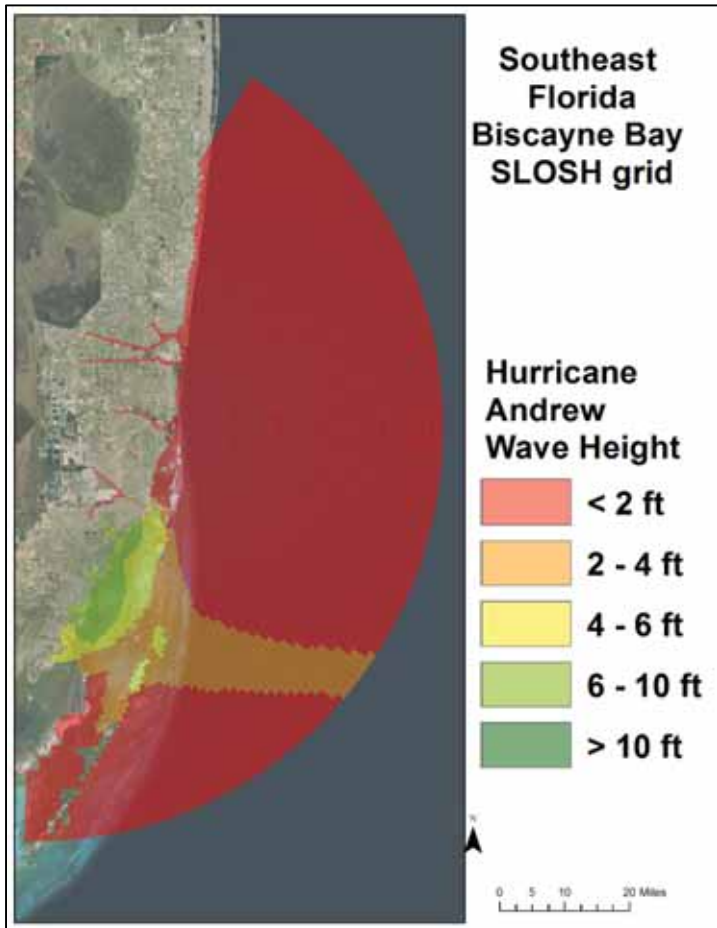 Southeast
Florida
Biscayne Bay
SLOSH grid
Hurricane
Andrew
Wave Height
< 2 ft
2 - 4 ft
4 - 6 ft
6 - 10 ft
> 10 ft
N
0 5 10 20 Miles